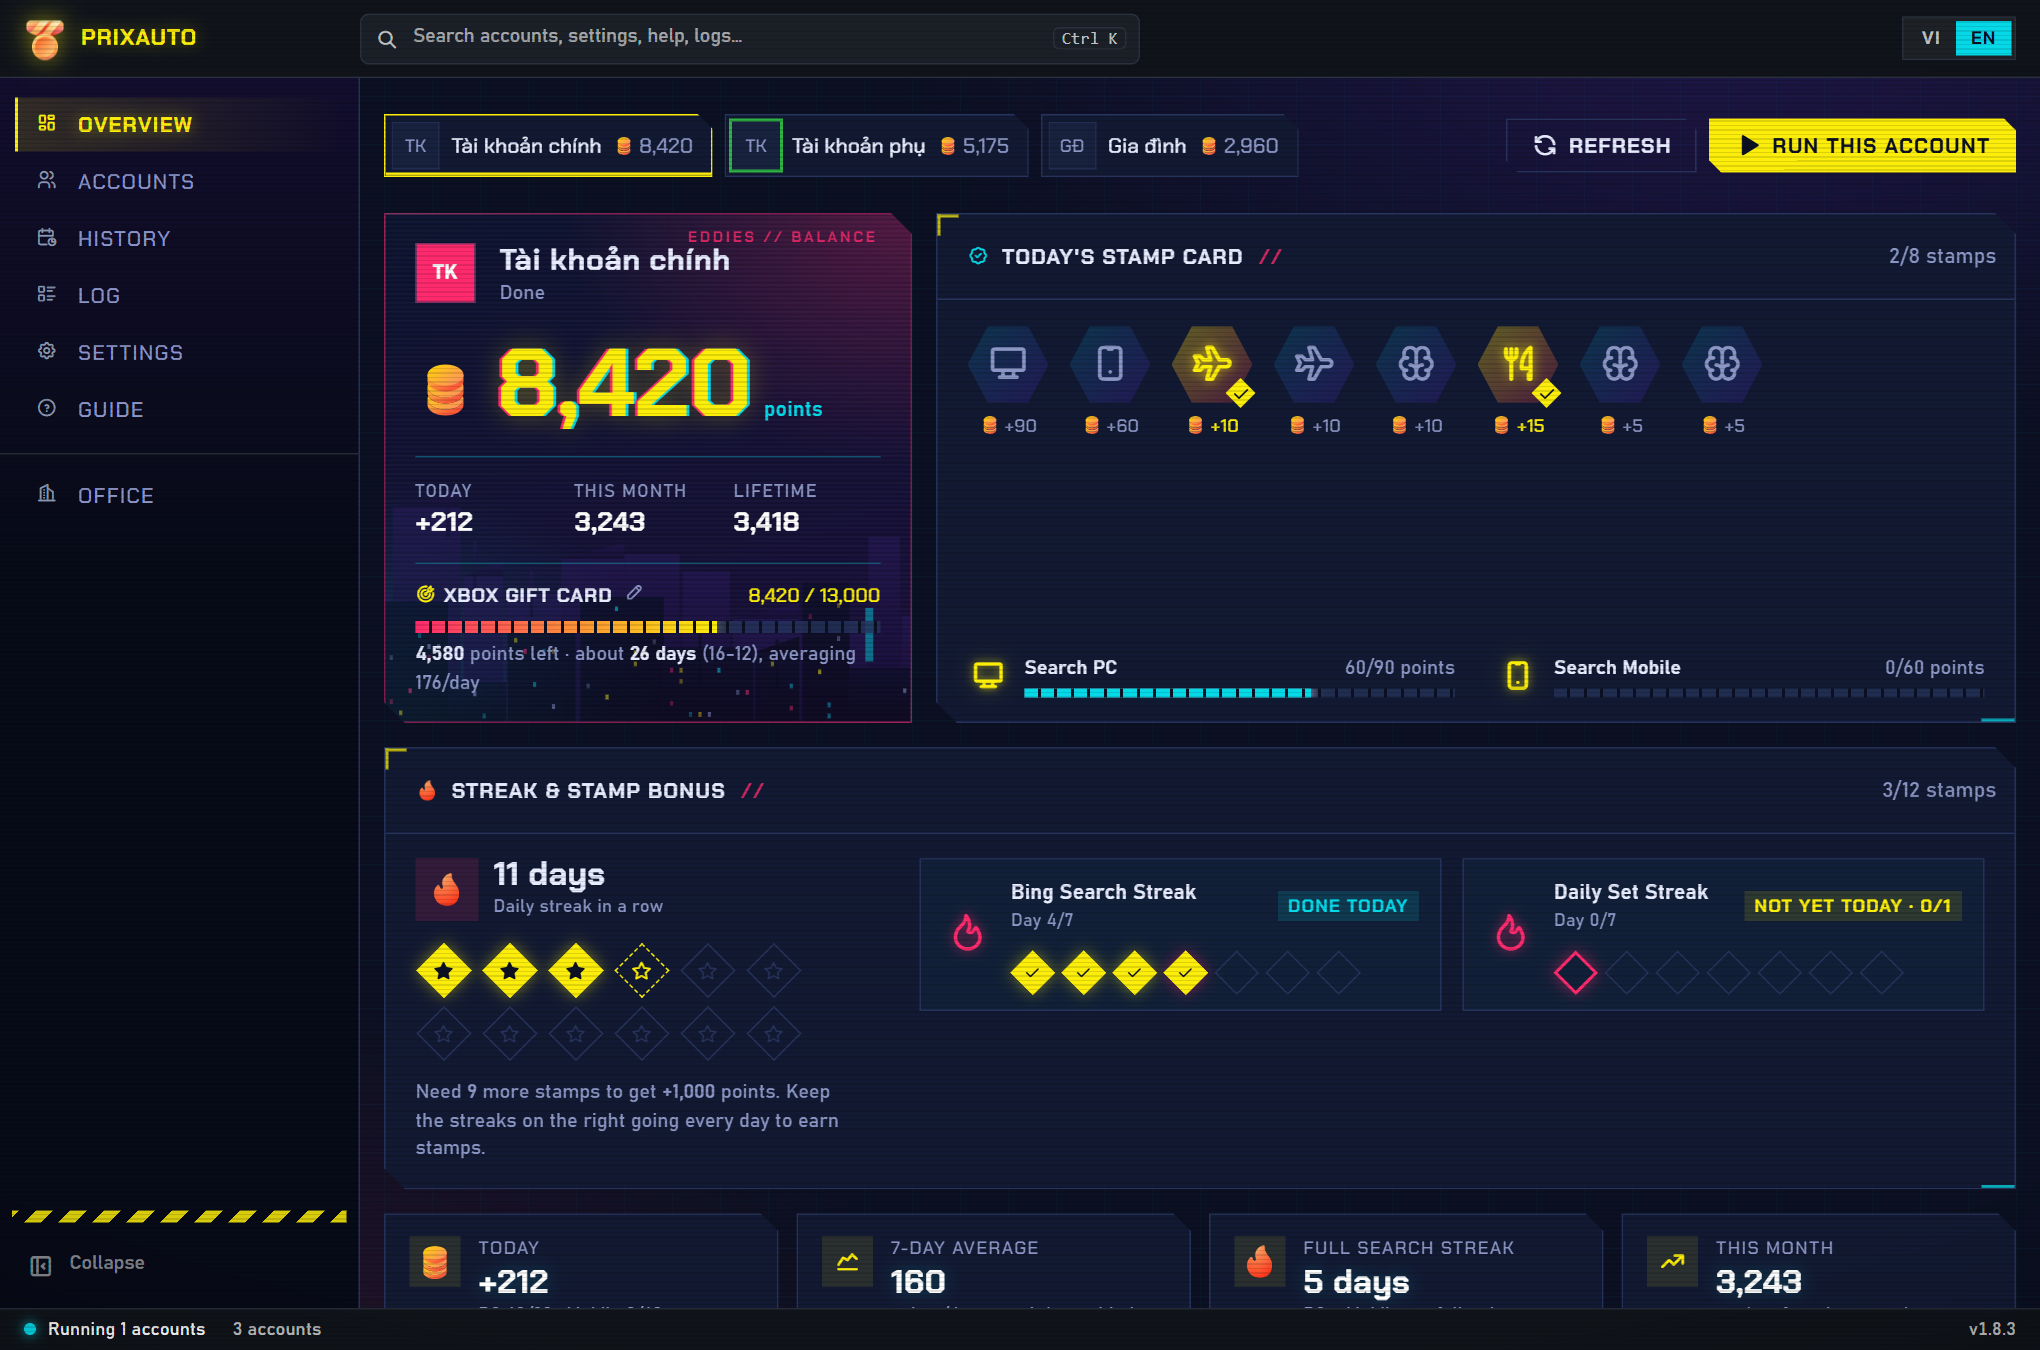 PRIXAUTO
Search accounts, settings, help, logs...
Ctrl K
VI
EN
OVERVIEW
ACCOUNTS
HISTORY
LOG
SETTINGS
GUIDE
OFFICE
Collapse
TK
Tài khoản chính
8,420
TK
Tài khoản phụ
5,175
GĐ
Gia đình
2,960
REFRESH
RUN THIS ACCOUNT
EDDIES // BALANCE
TK
Tài khoản chính
Done
8,420 points
TODAY
+212
THIS MONTH
3,243
LIFETIME
3,418
XBOX GIFT CARD
8,420 / 13,000
4,580 points left · about 26 days (16-12), averaging
176/day
TODAY'S STAMP CARD //
2/8 stamps
+90
+60
+10
+10
+10
+15
+5
+5
Search PC
60/90 points
Search Mobile
0/60 points
STREAK & STAMP BONUS //
3/12 stamps
11 days
Daily streak in a row
Need 9 more stamps to get +1,000 points. Keep
the streaks on the right going every day to earn
stamps.
Bing Search Streak
Day 4/7
DONE TODAY
Daily Set Streak
Day 0/7
NOT YET TODAY · 0/1
TODAY
+212
7-DAY AVERAGE
160
FULL SEARCH STREAK
5 days
THIS MONTH
3,243
Running 1 accounts
3 accounts
v1.8.3